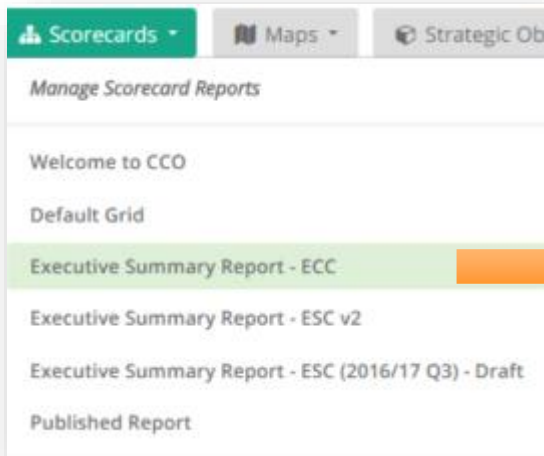 Scorecards Maps Strategic Ob
Manage Scorecard Reports
Welcome to CCO
Default Grid
Executive Summary Report - ECC
Executive Summary Report - ESC v2
Executive Summary Report - ESC (2016/17 Q3) - Draft
Published Report